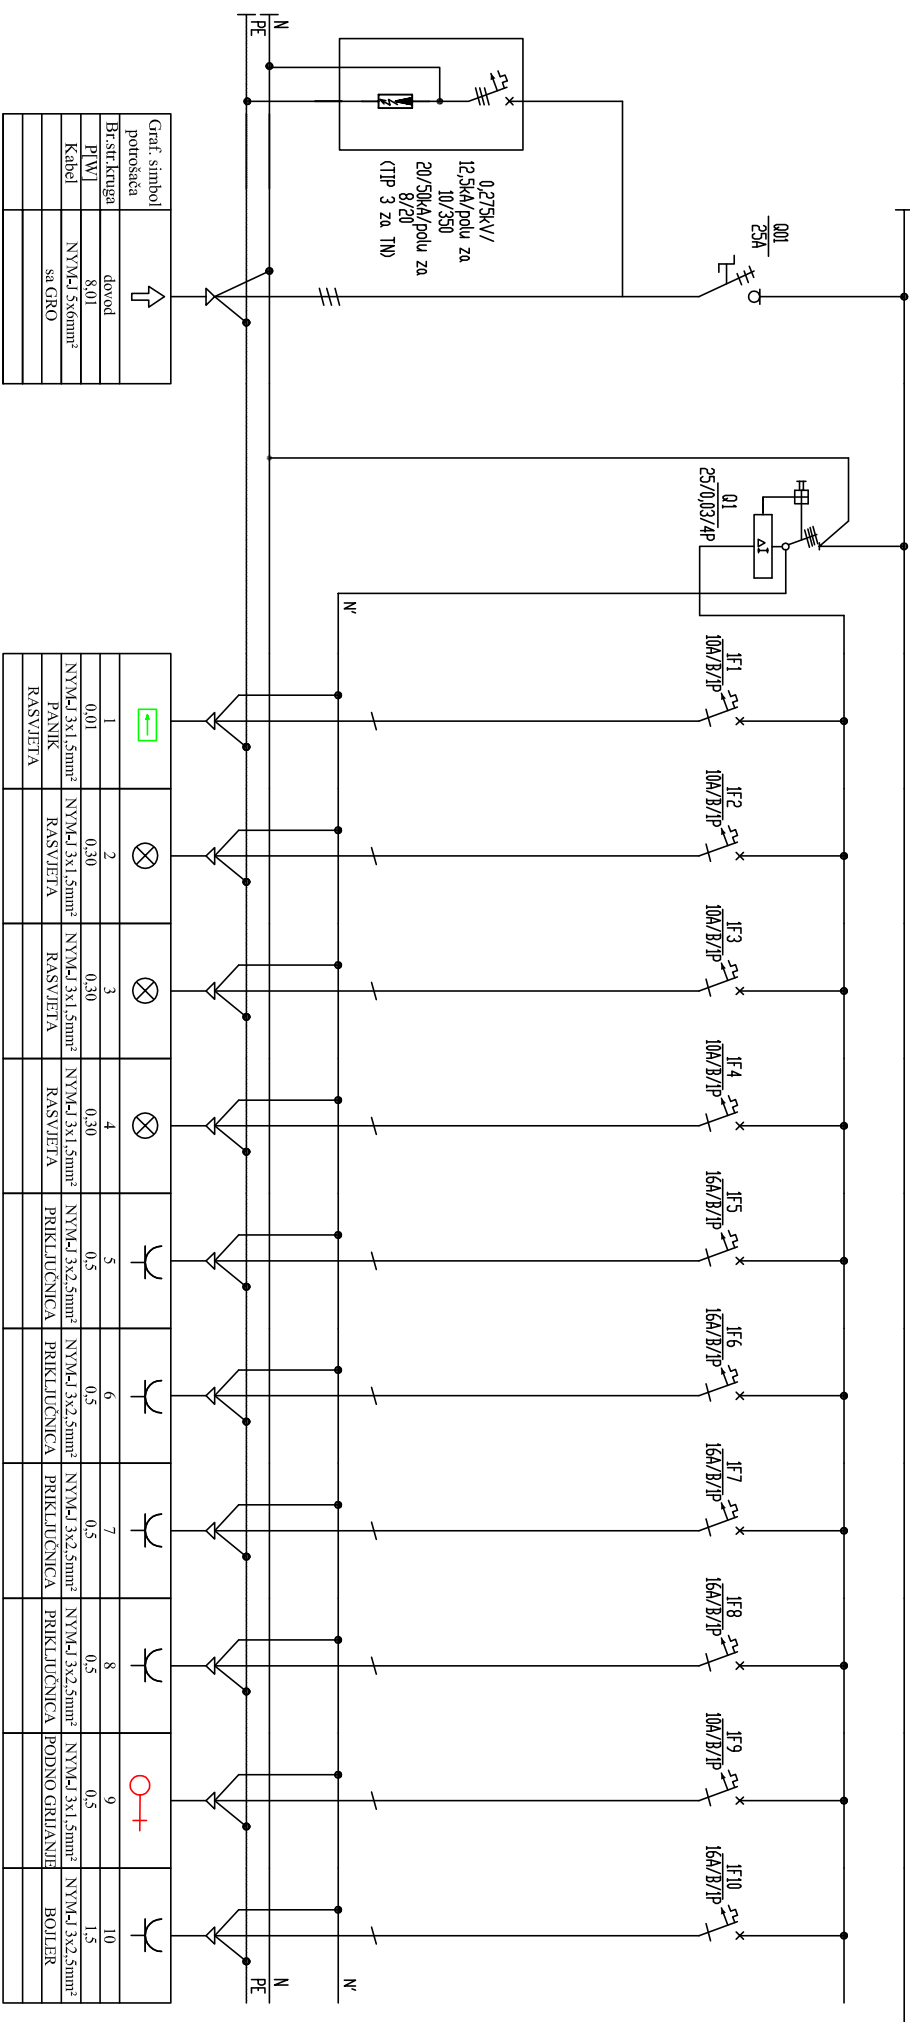 N
PE
0,275kV/
12,5kA/polu za
10/350
20/50kA/polu za
8/20
(TIP 3 za TN)
Q01
25A
Q1
25/0,03/4P
ΔI
N'
1F1
10A/B/1P
1F2
10A/B/1P
1F3
10A/B/1P
1F4
10A/B/1P
1F5
16A/B/1P
1F6
16A/B/1P
1F7
16A/B/1P
1F8
16A/B/1P
1F9
10A/B/1P
1F10
16A/B/1P
N'
N
PE
Graf. simbol
potrošača
Br.str.kruga
P[W]
Kabel
dovod
8,01
NYM-J 5x6mm²
sa GRO
1
0,01
NYM-J 3x1,5mm²
PANIK
RASVJETA
2
0,30
NYM-J 3x1,5mm²
RASVJETA
3
0,30
NYM-J 3x1,5mm²
RASVJETA
4
0,30
NYM-J 3x1,5mm²
RASVJETA
5
0,5
NYM-J 3x2,5mm²
PRIKLJUČNICA
6
0,5
NYM-J 3x2,5mm²
PRIKLJUČNICA
7
0,5
NYM-J 3x2,5mm²
PRIKLJUČNICA
8
0,5
NYM-J 3x2,5mm²
PRIKLJUČNICA
9
0,5
NYM-J 3x1,5mm²
PODNO GRIJANJE
10
1,5
NYM-J 3x2,5mm²
BOJLER